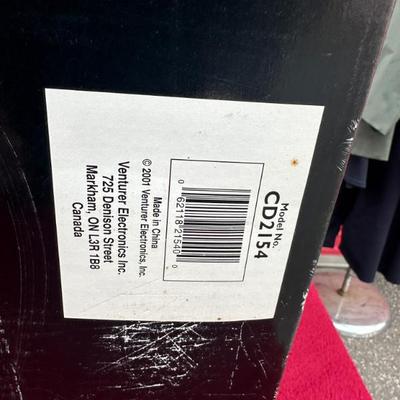 Model No.
CD2154
0 62118 21540 0
Made in China
© 2001 Venturer Electronics, Inc.
Venturer Electronics Inc.
725 Denison Street
Markham, ON L3R 1B8
Canada